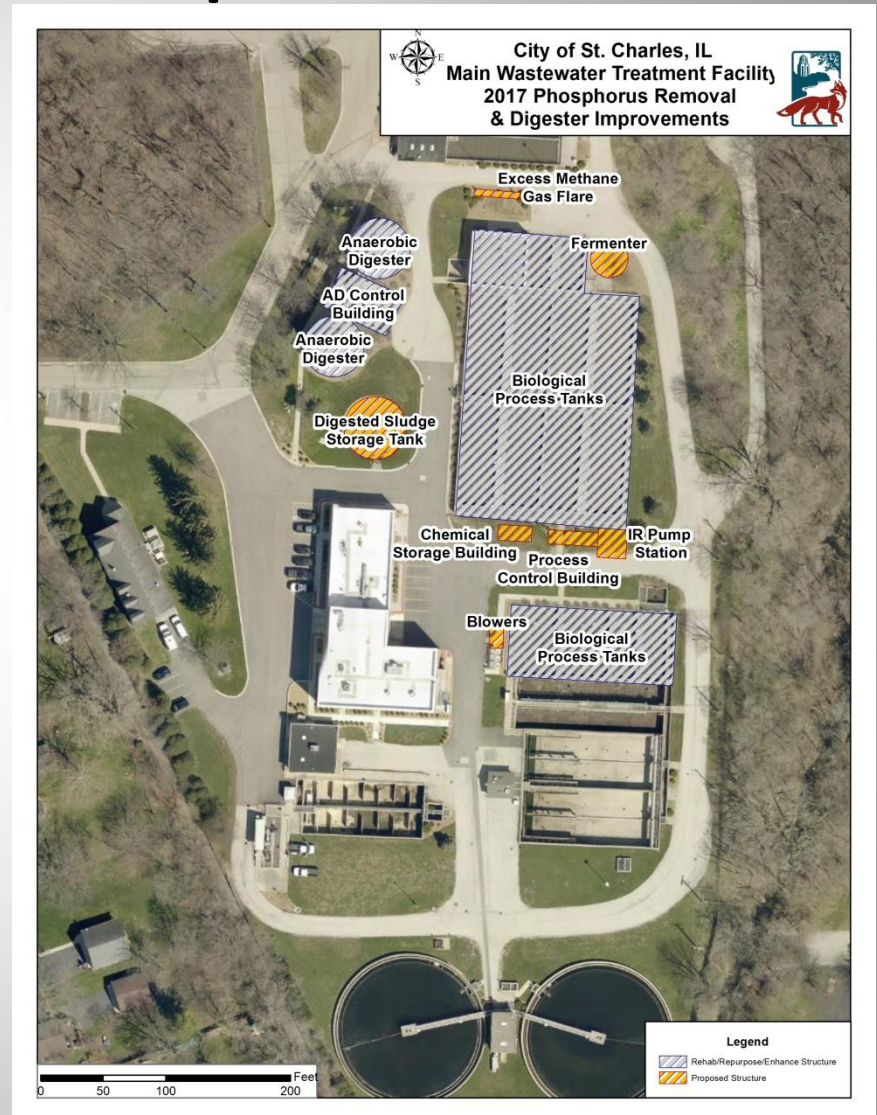 N
W E
S
City of St. Charles, IL
Main Wastewater Treatment Facility
2017 Phosphorus Removal
& Digester Improvements
Excess Methane
Gas Flare
Anaerobic
Digester
Fermenter
AD Control
Building
Anaerobic
Digester
Biological
Process Tanks
Digested Sludge
Storage Tank
Chemical
Storage Building
IR Pump
Station
Process
Control Building
Blowers
Biological
Process Tanks
Legend
Rehab/Repurpose/Enhance Structure
Proposed Structure
Feet
0 50 100 200